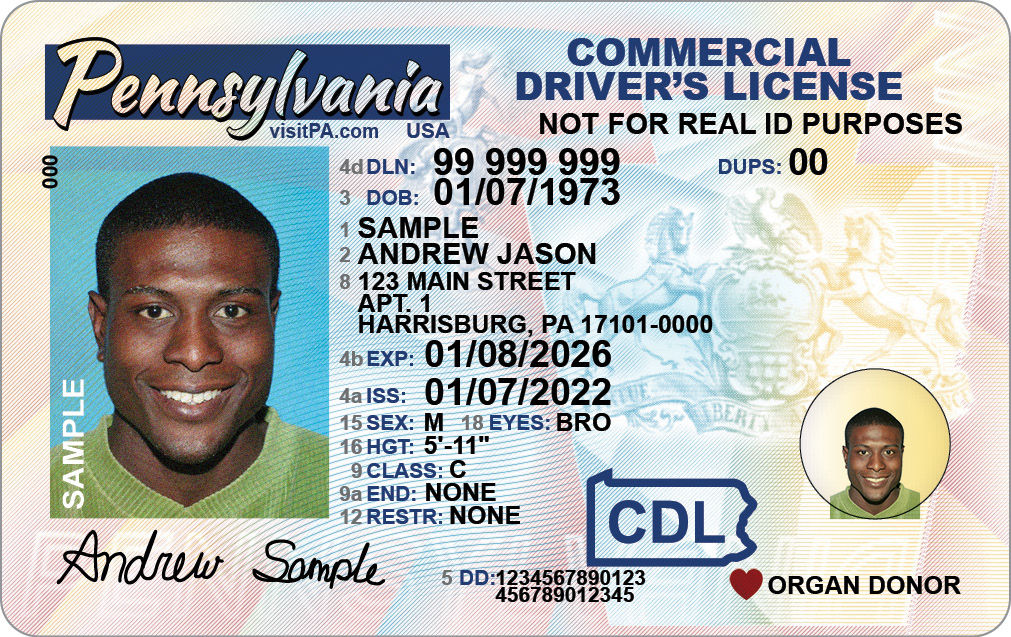 Pennsylvania
visitPA.com USA
COMMERCIAL
DRIVER'S LICENSE
NOT FOR REAL ID PURPOSES
000
SAMPLE
4d DLN: 99 999 999 DUPS: 00
3 DOB: 01/07/1973
1 SAMPLE
2 ANDREW JASON
8 123 MAIN STREET
APT. 1
HARRISBURG, PA 17101-0000
4b EXP: 01/08/2026
4a ISS: 01/07/2022
15 SEX: M 18 EYES: BRO
16 HGT: 5'-11"
9 CLASS: C
9a END: NONE
12 RESTR: NONE
CDL
Andrew Sample
5 DD:1234567890123
456789012345
ORGAN DONOR
LIBERTY